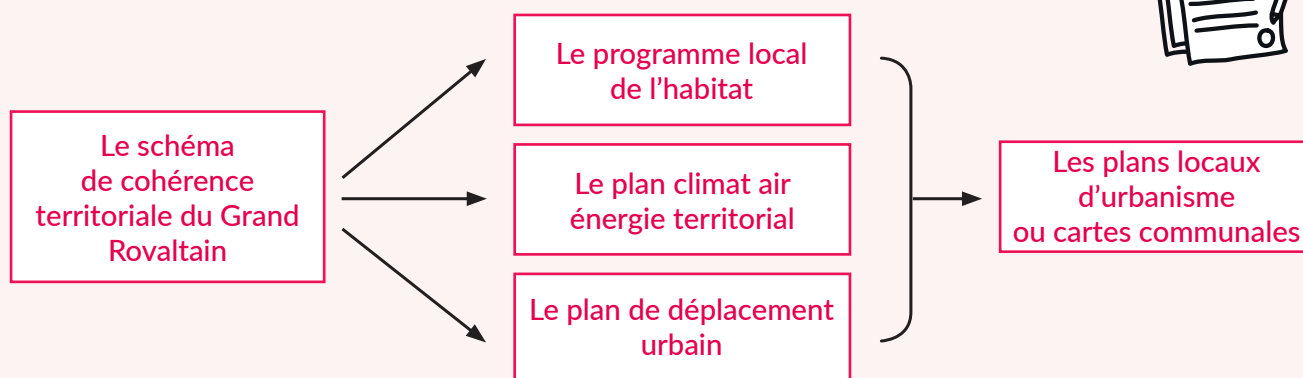 Le schéma
de cohérence
territoriale du Grand
Rovaltain
Le programme local
de l’habitat
Le plan climat air
énergie territorial
Le plan de déplacement
urbain
Les plans locaux
d’urbanisme
ou cartes communales